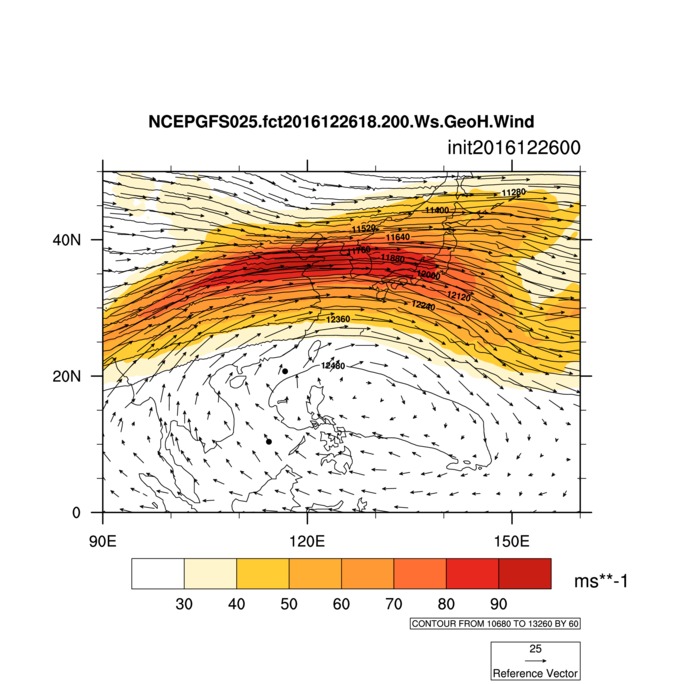 NCEPGFS025.fct2016122618.200.Ws.GeoH.Wind
init2016122600
11280
11400
11520
40N
11640
11760
11880
12000
12120
12240
12360
12480
20N
0
90E 120E 150E
ms**-1
30 40 50 60 70 80 90
CONTOUR FROM 10680 TO 13260 BY 60
25
Reference Vector